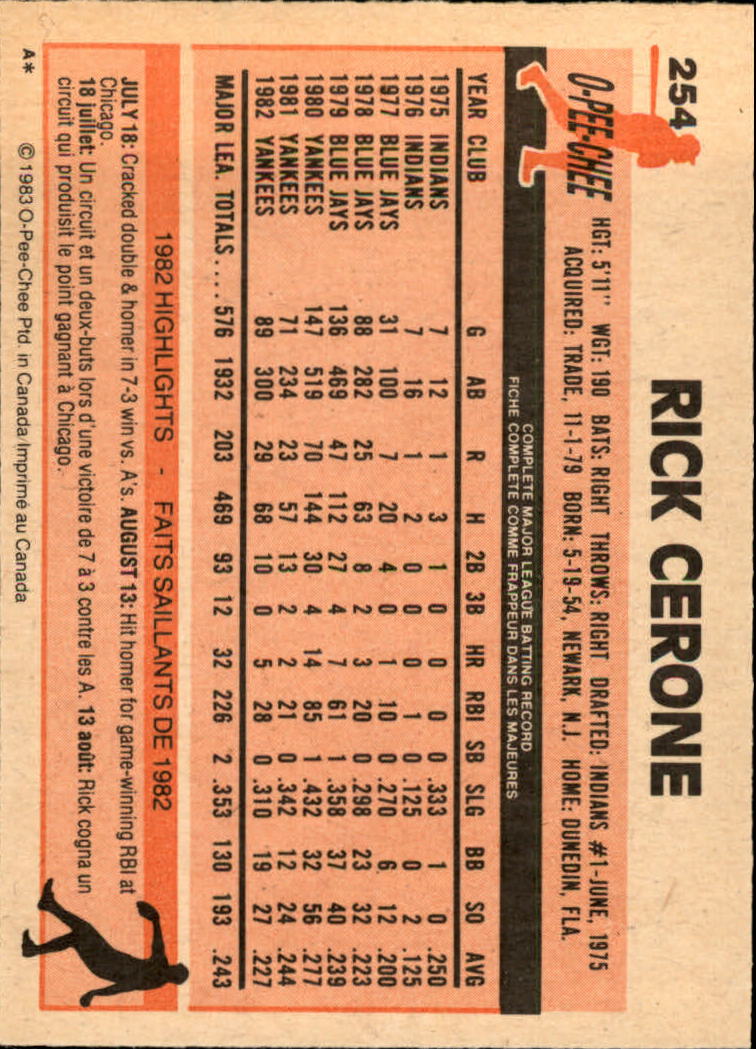 254
RICK CERONE
O-PEE-CHEE
HGT: 5'11" WGT: 190 BATS: RIGHT THROWS: RIGHT DRAFTED: INDIANS #1-JUNE, 1975
ACQUIRED: TRADE, 11-1-79 BORN: 5-19-54, NEWARK, N.J. HOME: DUNEDIN, FLA.
COMPLETE MAJOR LEAGUE BATTING RECORD
FICHE COMPLETE COMME FRAPPEUR DANS LES MAJEURES
YEAR CLUB G AB R H 2B 3B HR RBI SB SLG BB SO AVG
1975 INDIANS 7 12 1 3 1 0 0 0 0 .333 1 0 .250
1976 INDIANS 7 16 1 2 0 0 0 1 0 .125 0 2 .125
1977 BLUE JAYS 31 100 7 20 4 0 1 10 0 .270 6 12 .200
1978 BLUE JAYS 88 282 25 63 8 2 3 20 0 .298 23 32 .223
1979 BLUE JAYS 136 469 47 112 27 4 7 61 1 .358 37 40 .239
1980 YANKEES 147 519 70 144 30 4 14 85 1 .432 32 56 .277
1981 YANKEES 71 234 23 57 13 2 2 21 0 .342 12 24 .244
1982 YANKEES 89 300 29 68 10 0 5 28 0 .310 19 27 .227
MAJOR LEA. TOTALS.... 576 1932 203 469 93 12 32 226 2 .353 130 193 .243
1982 HIGHLIGHTS - FAITS SAILLANTS DE 1982
JULY 18: Cracked double & homer in 7-3 win vs. A's. AUGUST 13: Hit homer for game-winning RBI at
Chicago.
18 juillet: Un circuit et un deux-buts lors d'une victoire de 7 à 3 contre les A. 13 août: Rick cogna un
circuit qui produisit le point gagnant à Chicago.
A* © 1983 O-Pee-Chee Ptd. in Canada/Imprimé au Canada